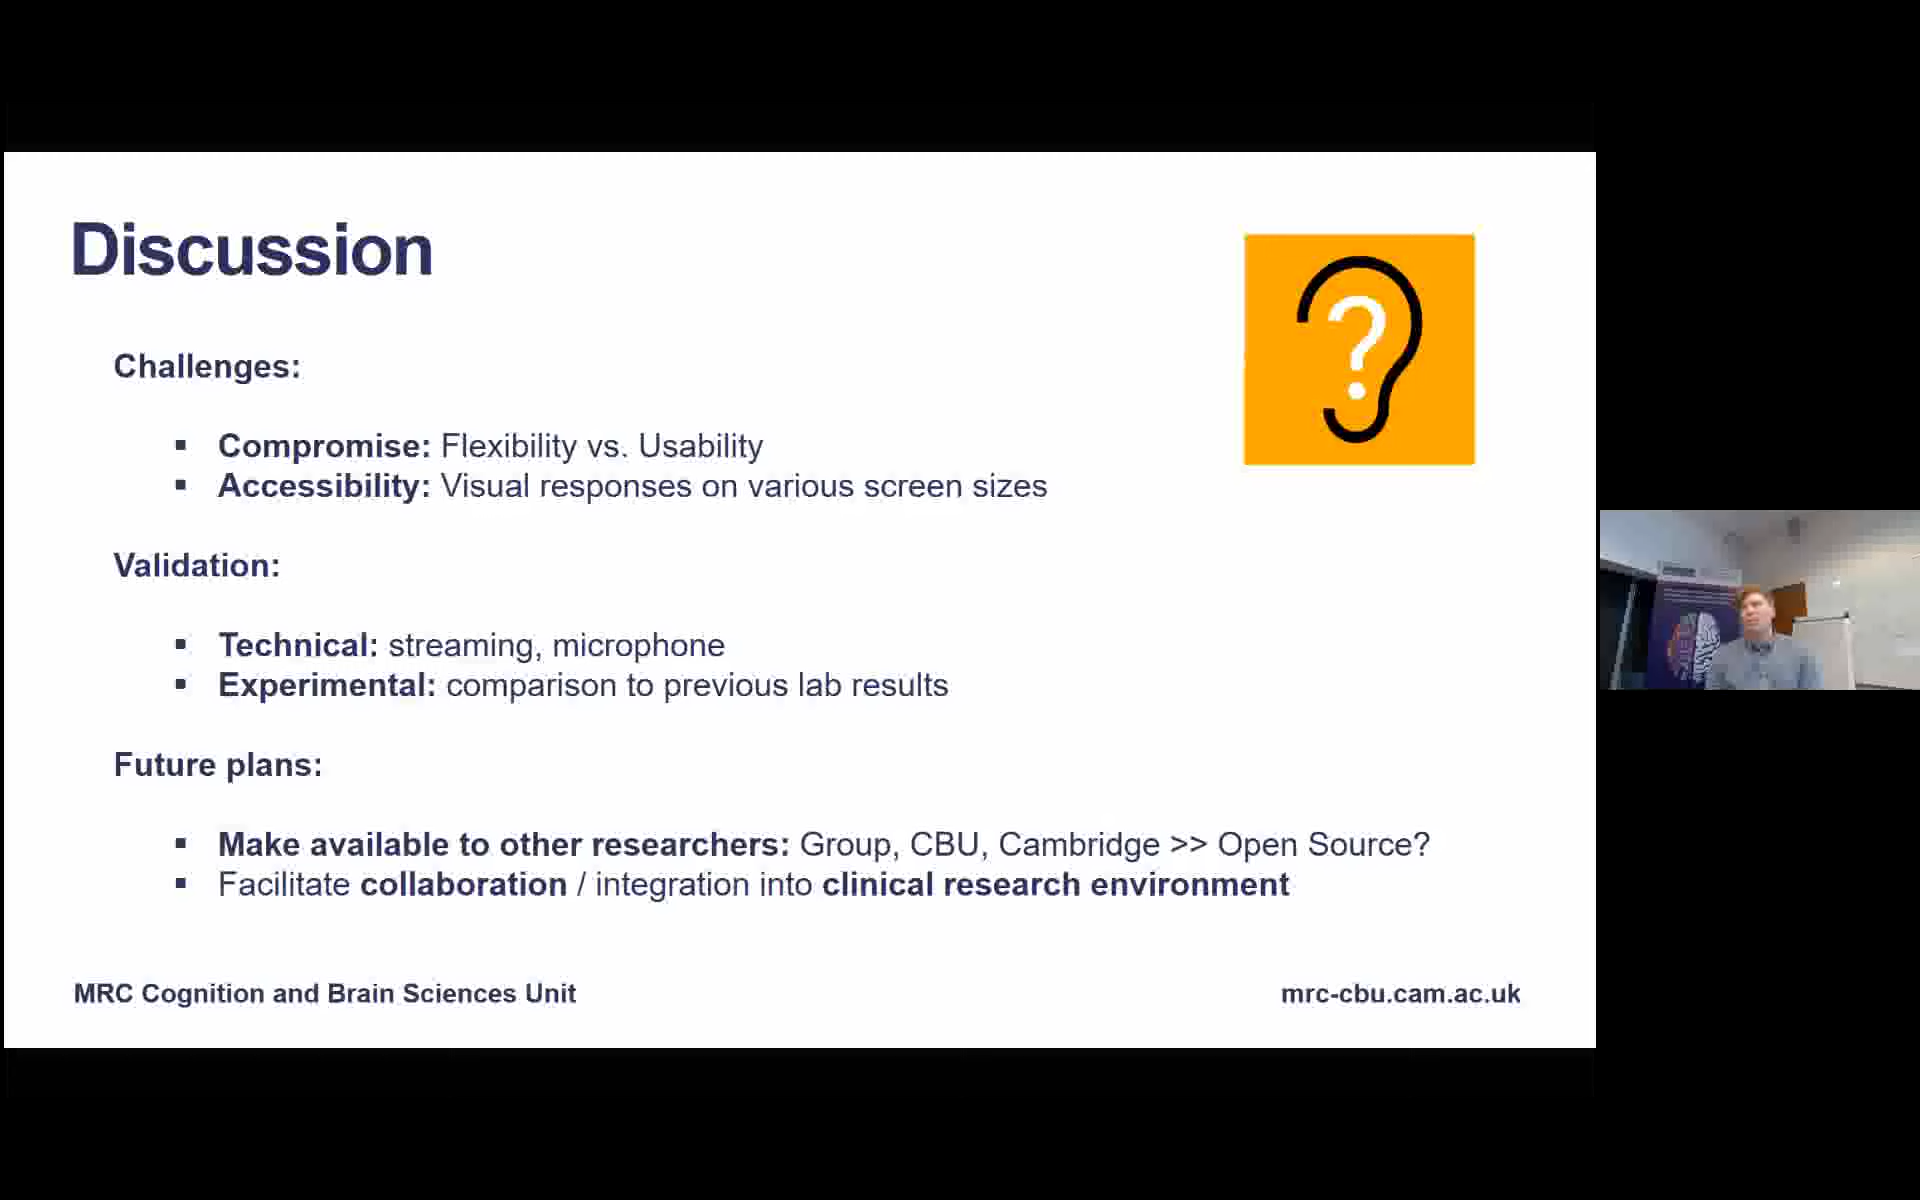 Discussion
?
Challenges:
▪ Compromise: Flexibility vs. Usability
▪ Accessibility: Visual responses on various screen sizes
Validation:
▪ Technical: streaming, microphone
▪ Experimental: comparison to previous lab results
Future plans:
▪ Make available to other researchers: Group, CBU, Cambridge >> Open Source?
▪ Facilitate collaboration / integration into clinical research environment
MRC Cognition and Brain Sciences Unit
mrc-cbu.cam.ac.uk